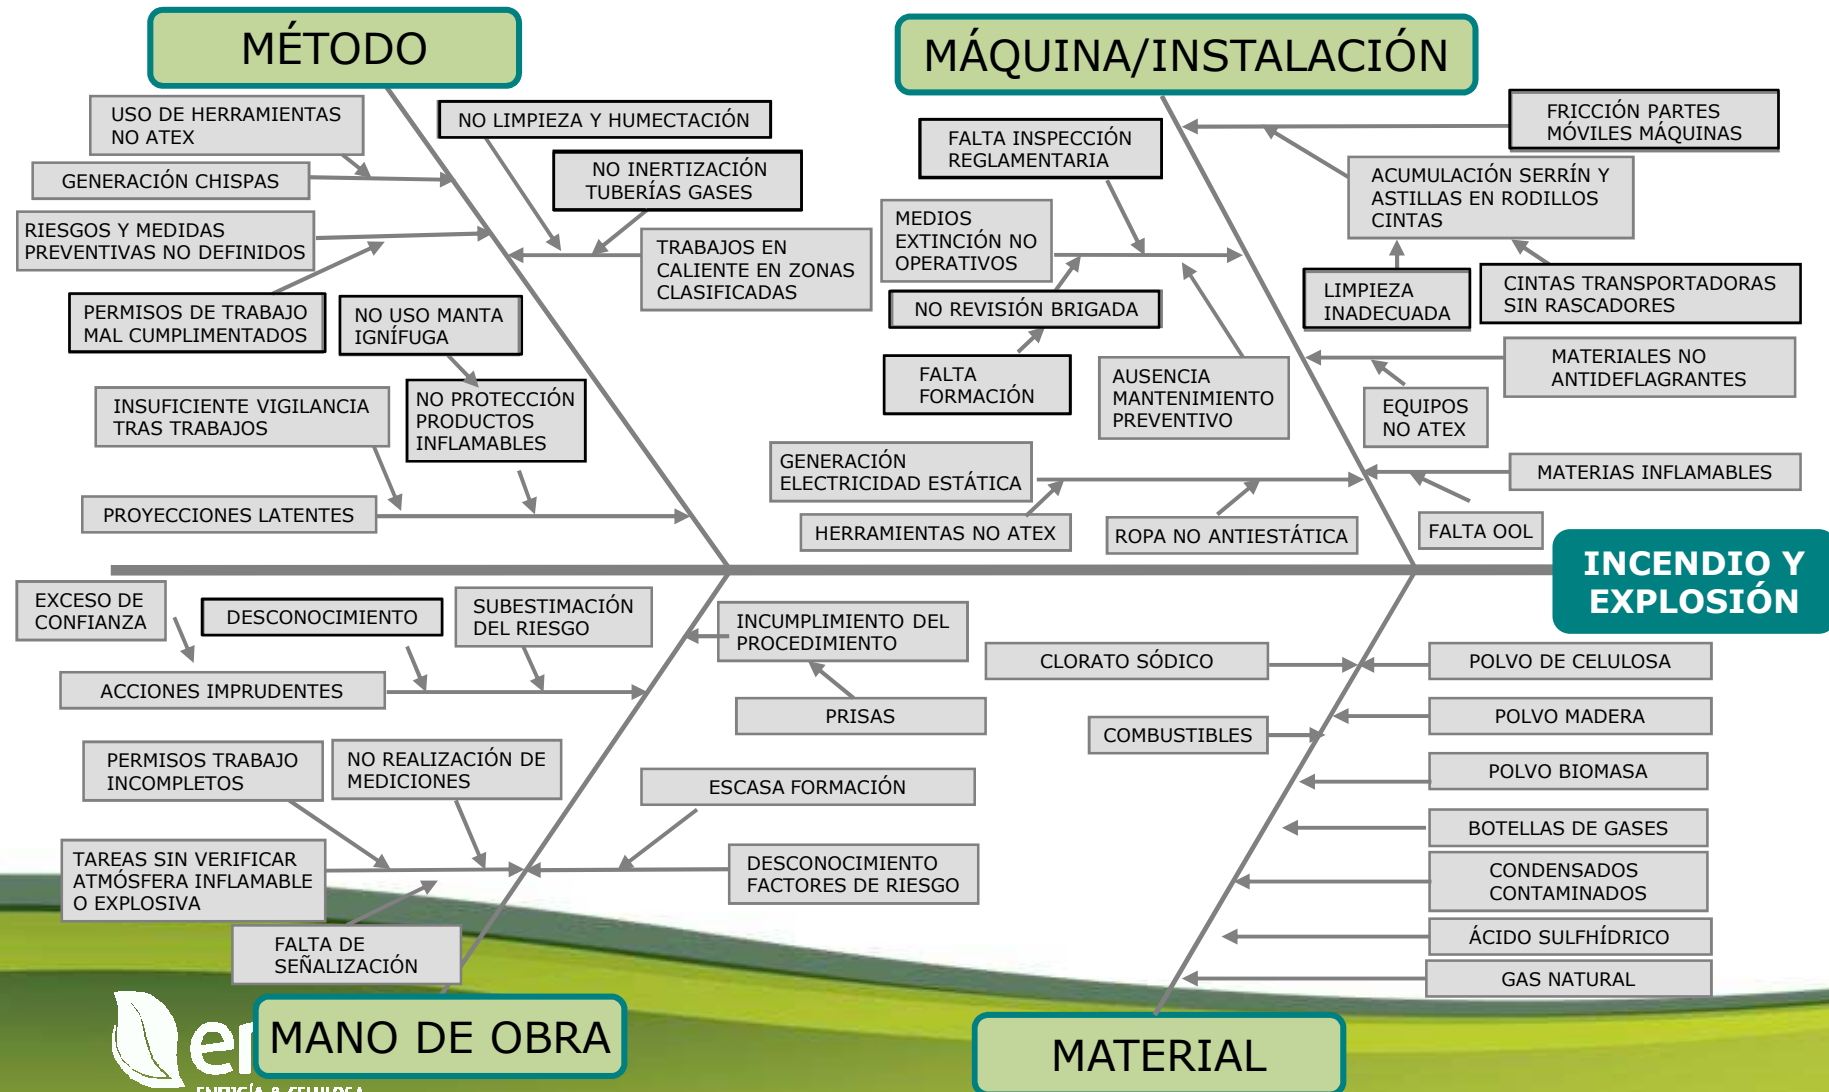 MÉTODO
MÁQUINA/INSTALACIÓN
USO DE HERRAMIENTAS
NO ATEX
NO LIMPIEZA Y HUMECTACIÓN
GENERACIÓN CHISPAS
NO INERTIZACIÓN
TUBERÍAS GASES
RIESGOS Y MEDIDAS
PREVENTIVAS NO DEFINIDOS
TRABAJOS EN
CALIENTE EN ZONAS
CLASIFICADAS
PERMISOS DE TRABAJO
MAL CUMPLIMENTADOS
NO USO MANTA
IGNÍFUGA
INSUFICIENTE VIGILANCIA
TRAS TRABAJOS
NO PROTECCIÓN
PRODUCTOS
INFLAMABLES
PROYECCIONES LATENTES
FALTA INSPECCIÓN
REGLAMENTARIA
FRICCIÓN PARTES
MÓVILES MÁQUINAS
ACUMULACIÓN SERRÍN Y
ASTILLAS EN RODILLOS
CINTAS
MEDIOS
EXTINCIÓN NO
OPERATIVOS
NO REVISIÓN BRIGADA
LIMPIEZA
INADECUADA
CINTAS TRANSPORTADORAS
SIN RASCADORES
FALTA
FORMACIÓN
AUSENCIA
MANTENIMIENTO
PREVENTIVO
MATERIALES NO
ANTIDEFLAGRANTES
EQUIPOS
NO ATEX
GENERACIÓN
ELECTRICIDAD ESTÁTICA
MATERIAS INFLAMABLES
HERRAMIENTAS NO ATEX
ROPA NO ANTIESTÁTICA
FALTA OOL
INCENDIO Y
EXPLOSIÓN
EXCESO DE
CONFIANZA
DESCONOCIMIENTO
SUBESTIMACIÓN
DEL RIESGO
INCUMPLIMIENTO DEL
PROCEDIMIENTO
ACCIONES IMPRUDENTES
PRISAS
PERMISOS TRABAJO
INCOMPLETOS
NO REALIZACIÓN DE
MEDICIONES
ESCASA FORMACIÓN
TAREAS SIN VERIFICAR
ATMÓSFERA INFLAMABLE
O EXPLOSIVA
DESCONOCIMIENTO
FACTORES DE RIESGO
FALTA DE
SEÑALIZACIÓN
CLORATO SÓDICO
POLVO DE CELULOSA
COMBUSTIBLES
POLVO MADERA
POLVO BIOMASA
BOTELLAS DE GASES
CONDENSADOS
CONTAMINADOS
ÁCIDO SULFHÍDRICO
GAS NATURAL
MANO DE OBRA
MATERIAL
ENERGÍA & CELULOSA